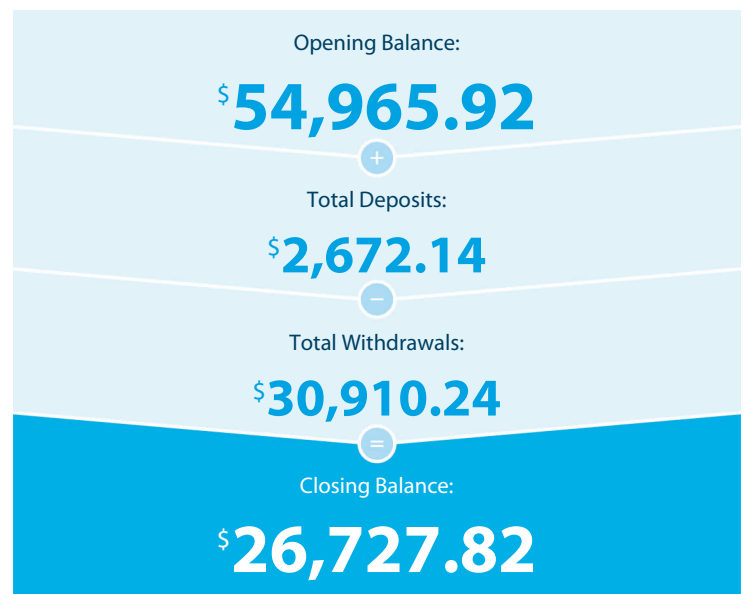 Opening Balance:
$54,965.92
+
Total Deposits:
$2,672.14
−
Total Withdrawals:
$30,910.24
=
Closing Balance:
$26,727.82